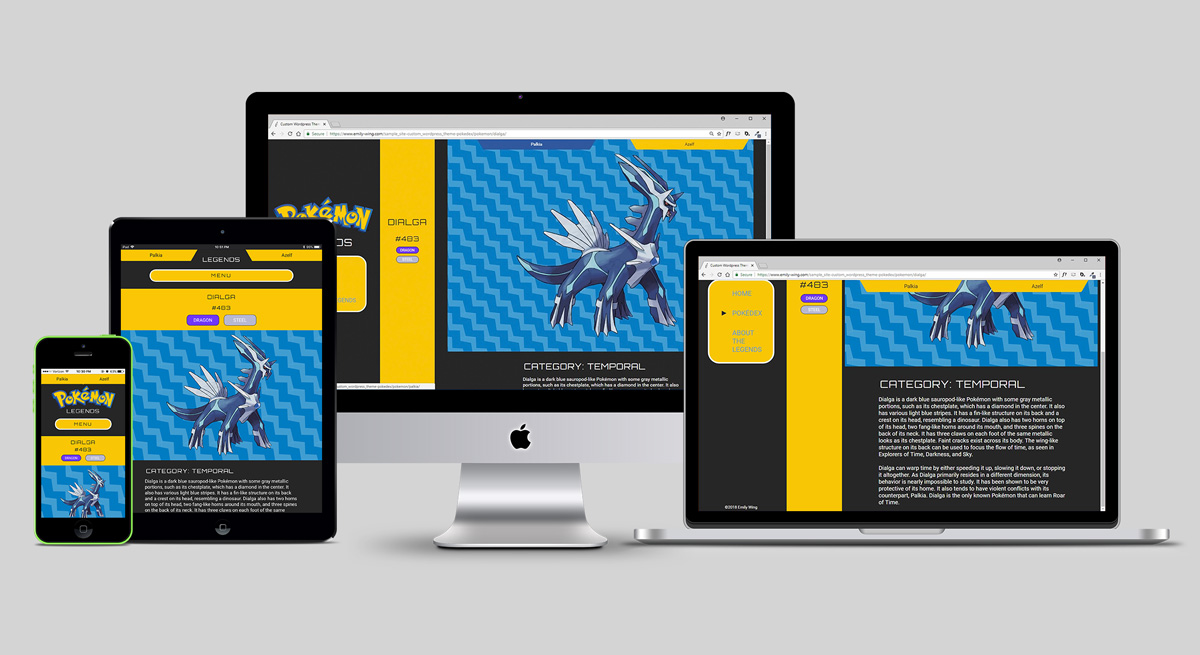 Custom Wordpress The
Secure https://www.emily-wing.com/sample_site-custom_wordpress_theme-pokedex/pokemon/dialga/
Palkia
Azelf
POKéMON
DIALGA
#483
DRAGON
STEEL
CATEGORY: TEMPORAL
Dialga is a dark blue sauropod-like Pokémon with some gray metallic
portions, such as its chestplate, which has a diamond in the center. It also
iPad
10:51 PM
Palkia
LEGENDS
Azelf
MENU
DIALGA
#483
DRAGON
STEEL
CATEGORY: TEMPORAL
Dialga is a dark blue sauropod-like Pokémon with some gray metallic
portions, such as its chestplate, which has a diamond in the center. It
also has various light blue stripes. It has a fin-like structure on its back
and a crest on its head, resembling a dinosaur. Dialga also has two horns
on top of its head, two fang-like horns around its mouth, and three spines
on the back of its neck. It has three claws on each foot of the same
Verizon
Palkia
Azelf
POKéMON
LEGENDS
MENU
DIALGA
#483
DRAGON
STEEL
Custom Wordpress The
Secure https://www.emily-wing.com/sample_site-custom_wordpress_theme-pokedex/pokemon/dialga/
HOME
POKÉDEX
ABOUT
THE
LEGENDS
#483
DRAGON
STEEL
Palkia
Azelf
CATEGORY: TEMPORAL
Dialga is a dark blue sauropod-like Pokémon with some gray metallic
portions, such as its chestplate, which has a diamond in the center. It also
has various light blue stripes. It has a fin-like structure on its back and a
crest on its head, resembling a dinosaur. Dialga also has two horns on top
of its head, two fang-like horns around its mouth, and three spines on the
back of its neck. It has three claws on each foot of the same metallic
looks as its chestplate. Faint cracks exist across its body. The wing-like
structure on its back can be used to focus the flow of time, as seen in
Explorers of Time, Darkness, and Sky.
Dialga can warp time by either speeding it up, slowing it down, or stopping
it altogether. As Dialga primarily resides in a different dimension, its
behavior is nearly impossible to study. It has been shown to be very
protective of its home. It also tends to have violent conflicts with its
counterpart, Palkia. Dialga is the only known Pokémon that can learn Roar
of Time.
©2018 Emily Wing